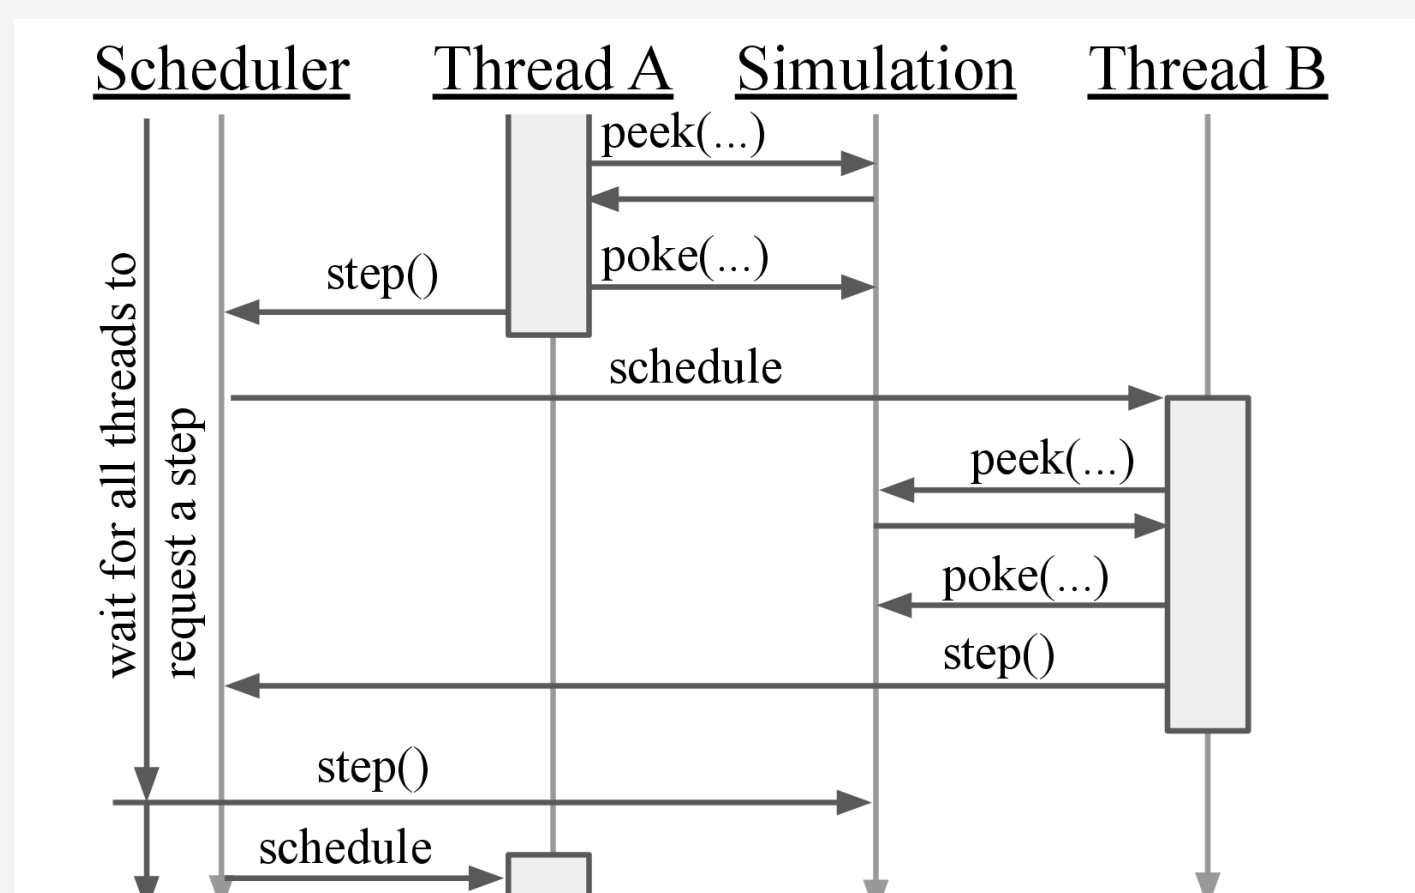 Scheduler Thread A Simulation Thread B
peek(...)
poke(...)
step()
schedule
wait for all threads to
request a step
peek(...)
poke(...)
step()
step()
schedule